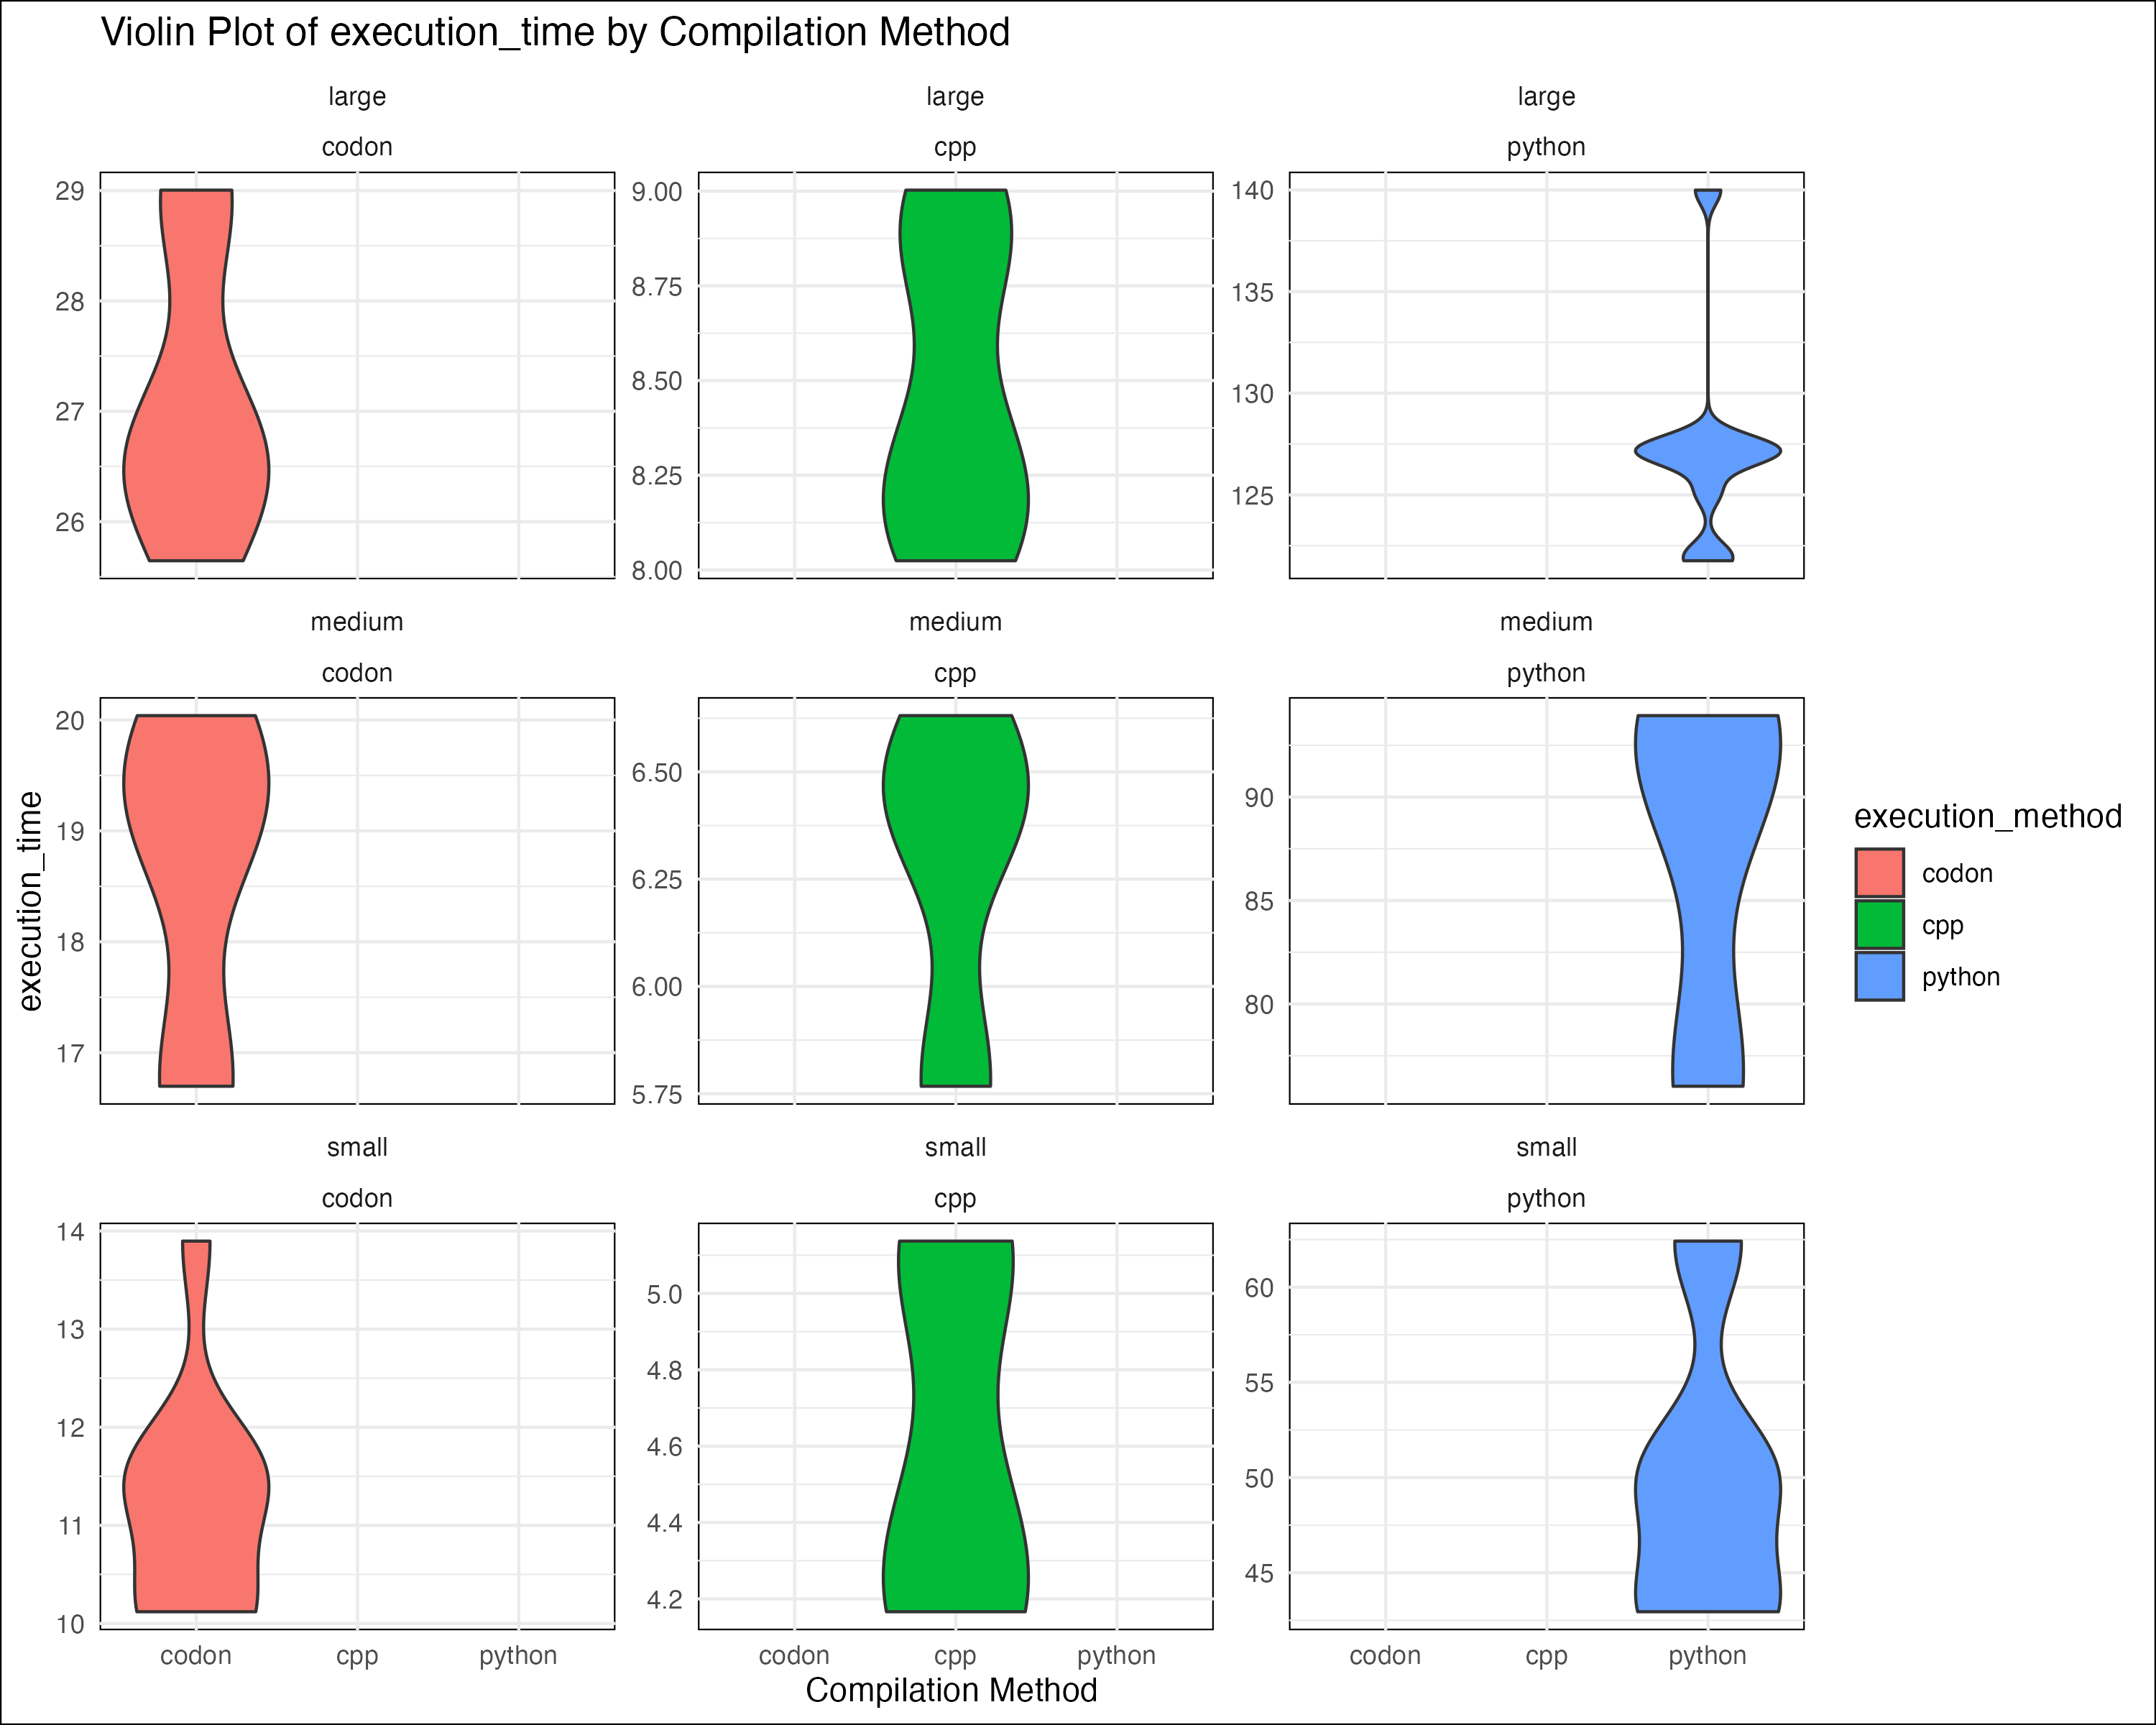 Violin Plot of execution_time by Compilation Method
large large large
codon cpp python
29
28
27
26
9.00
8.75
8.50
8.25
8.00
140
135
130
125
medium medium medium
codon cpp python
20
19
18
17
6.50
6.25
6.00
5.75
90
85
80
small small small
codon cpp python
14
13
12
11
10
5.0
4.8
4.6
4.4
4.2
60
55
50
45
codon cpp python codon cpp python codon cpp python
Compilation Method
execution_time
execution_method
codon
cpp
python